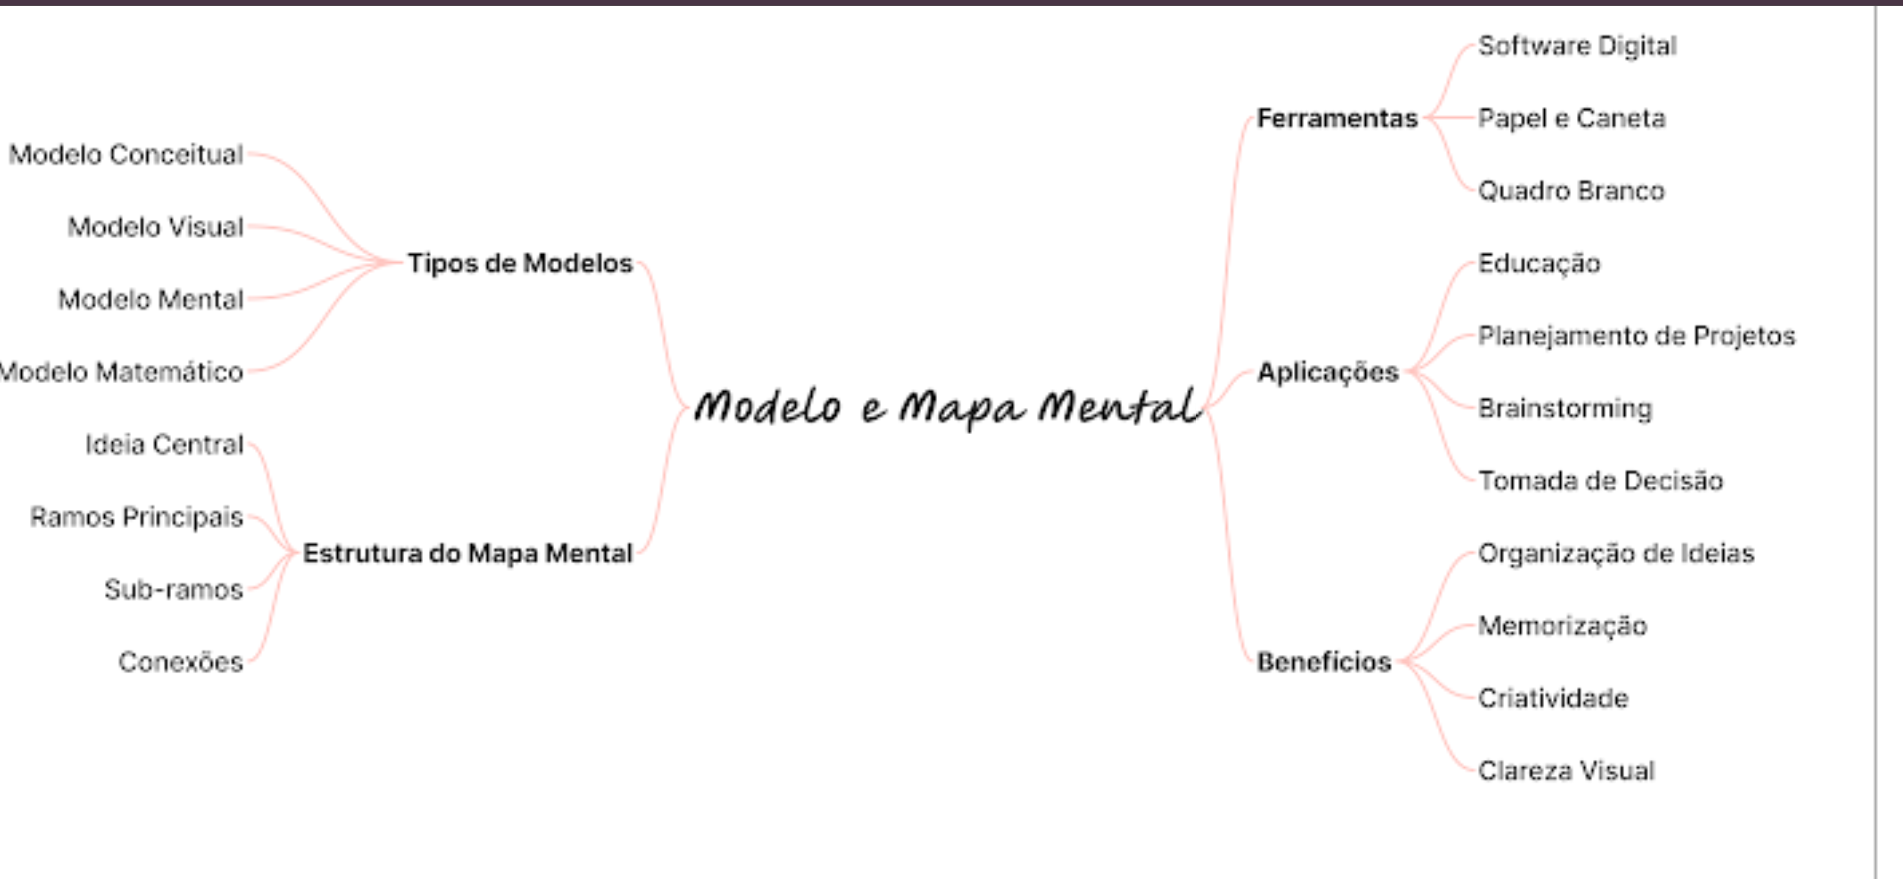 Modelo e Mapa Mental
Tipos de Modelos
Modelo Conceitual
Modelo Visual
Modelo Mental
Modelo Matemático
Estrutura do Mapa Mental
Ideia Central
Ramos Principais
Sub-ramos
Conexões
Ferramentas
Software Digital
Papel e Caneta
Quadro Branco
Aplicações
Educação
Planejamento de Projetos
Brainstorming
Tomada de Decisão
Benefícios
Organização de Ideias
Memorização
Criatividade
Clareza Visual